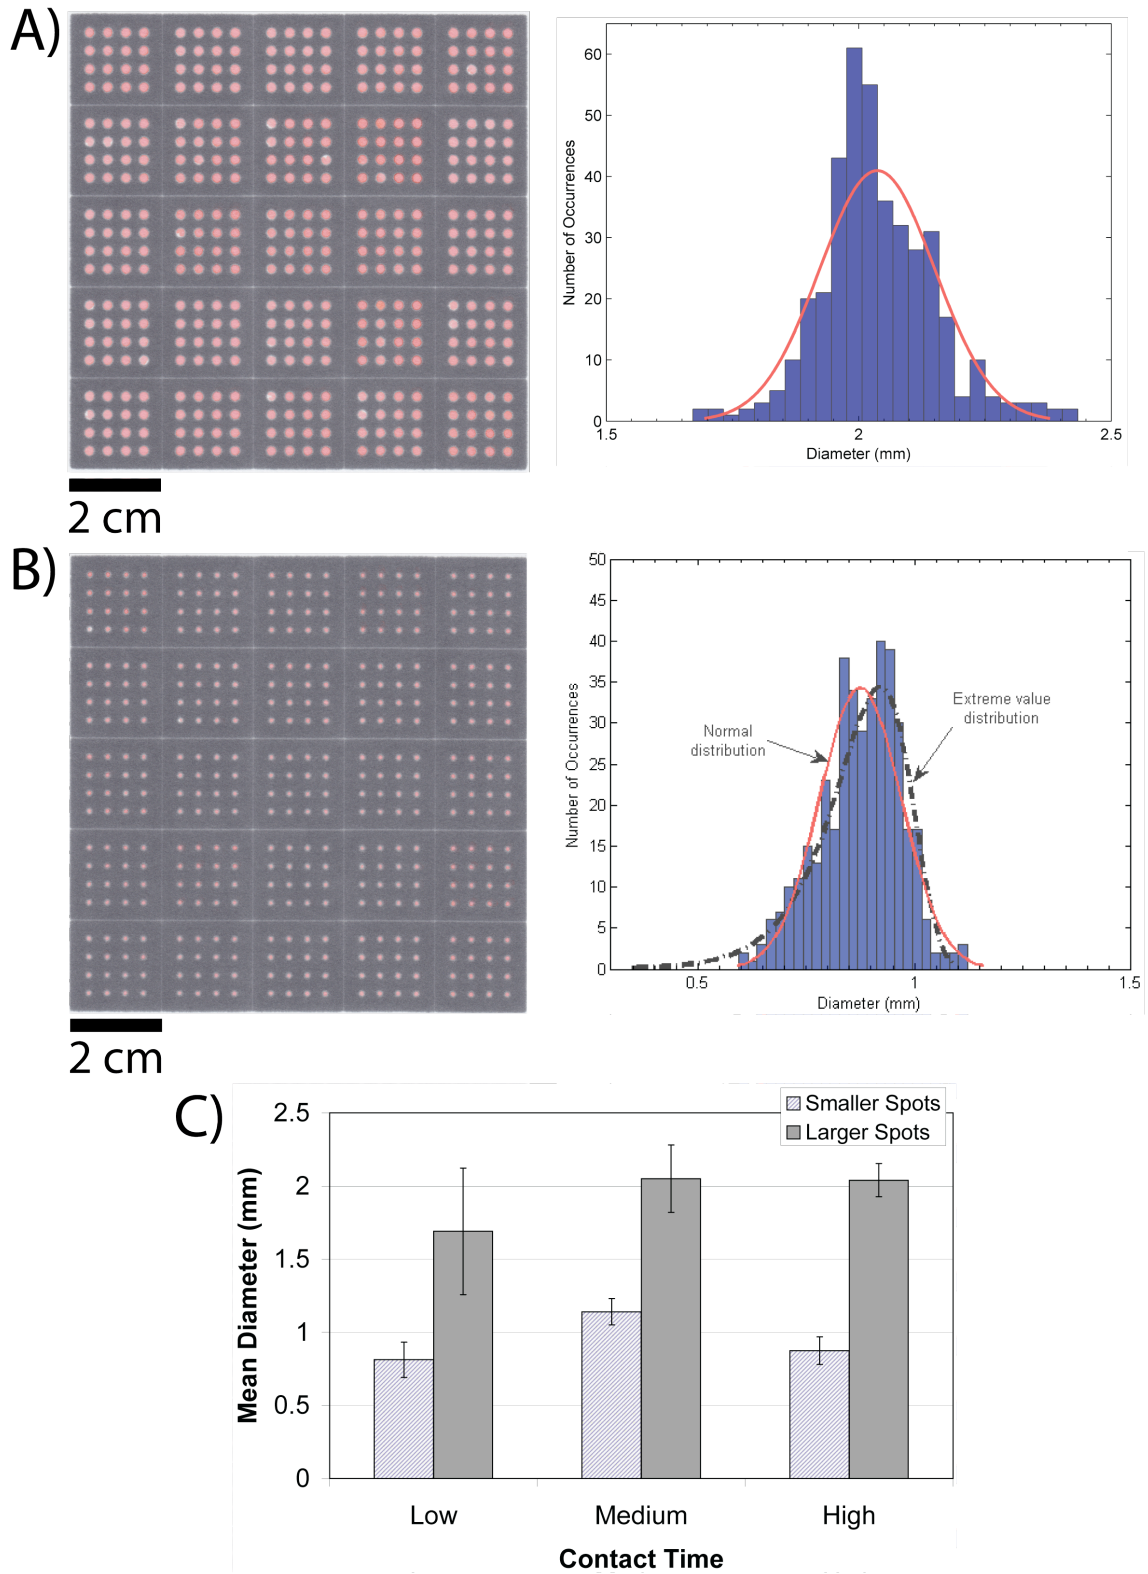 A)
2 cm
Number of Occurrences
60
50
40
30
20
10
0
1.5
2
2.5
Diameter (mm)
B)
2 cm
Number of Occurrences
50
45
40
35
30
25
20
15
10
5
0
0.5
1
1.5
Diameter (mm)
Normal
distribution
Extreme value
distribution
C)
Smaller Spots
Larger Spots
Mean Diameter (mm)
2.5
2
1.5
1
0.5
0
Low
Medium
High
Contact Time